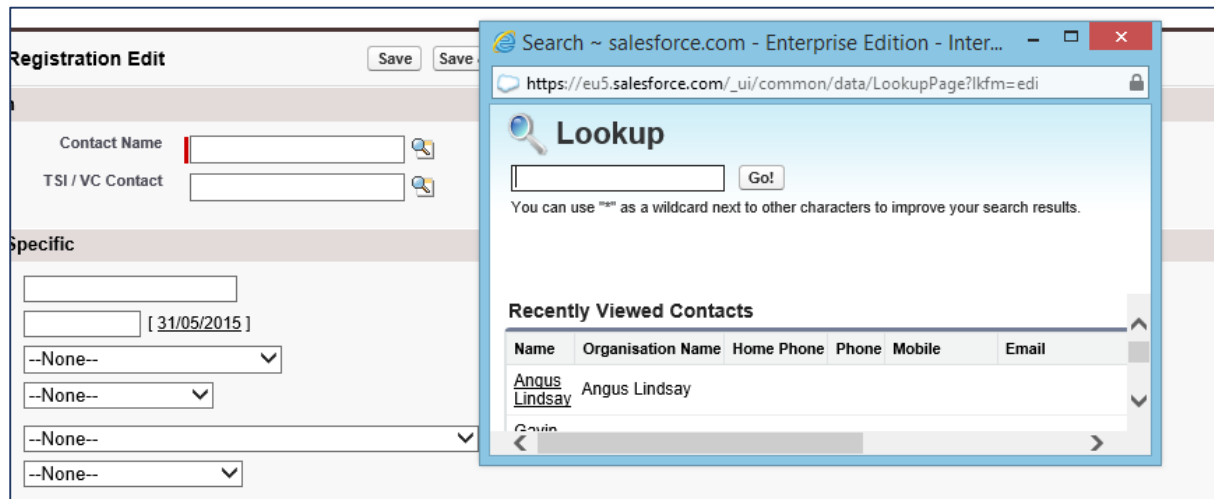 Registration Edit
Save
Save
Contact Name
TSI / VC Contact
Specific
[ 31/05/2015 ]
--None--
--None--
--None--
--None--
Search ~ salesforce.com - Enterprise Edition - Inter...
https://eu5.salesforce.com/_ui/common/data/LookupPage?lkfm=edi
Lookup
Go!
You can use "*" as a wildcard next to other characters to improve your search results.
Recently Viewed Contacts
Name Organisation Name Home Phone Phone Mobile Email
Angus Angus Lindsay
Lindsay
Gavin